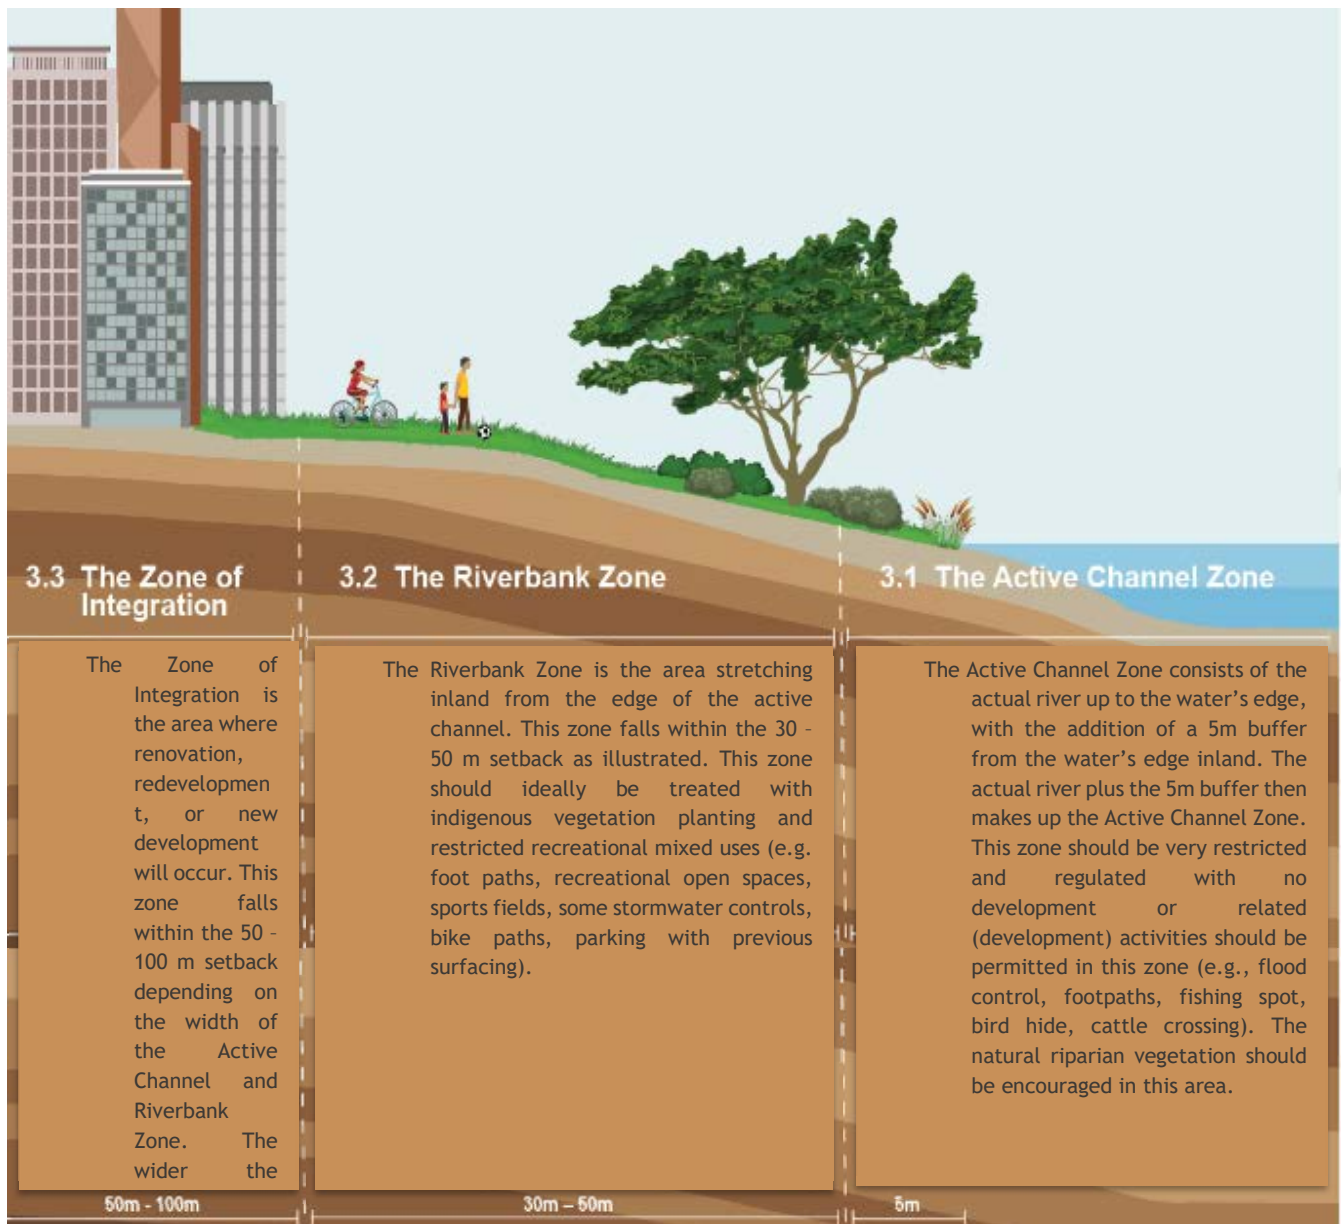 3.3 The Zone of
Integration
The Zone of
Integration is
the area where
renovation,
redevelopmen
t, or new
development
will occur. This
zone falls
within the 50 –
100 m setback
depending on
the width of
the Active
Channel and
Riverbank
Zone. The
wider the
50m - 100m
3.2 The Riverbank Zone
The Riverbank Zone is the area stretching
inland from the edge of the active
channel. This zone falls within the 30 –
50 m setback as illustrated. This zone
should ideally be treated with
indigenous vegetation planting and
restricted recreational mixed uses (e.g.
foot paths, recreational open spaces,
sports fields, some stormwater controls,
bike paths, parking with previous
surfacing).
30m – 50m
3.1 The Active Channel Zone
The Active Channel Zone consists of the
actual river up to the water’s edge,
with the addition of a 5m buffer
from the water’s edge inland. The
actual river plus the 5m buffer then
makes up the Active Channel Zone.
This zone should be very restricted
and regulated with no
development or related
(development) activities should be
permitted in this zone (e.g., flood
control, footpaths, fishing spot,
bird hide, cattle crossing). The
natural riparian vegetation should
be encouraged in this area.
5m